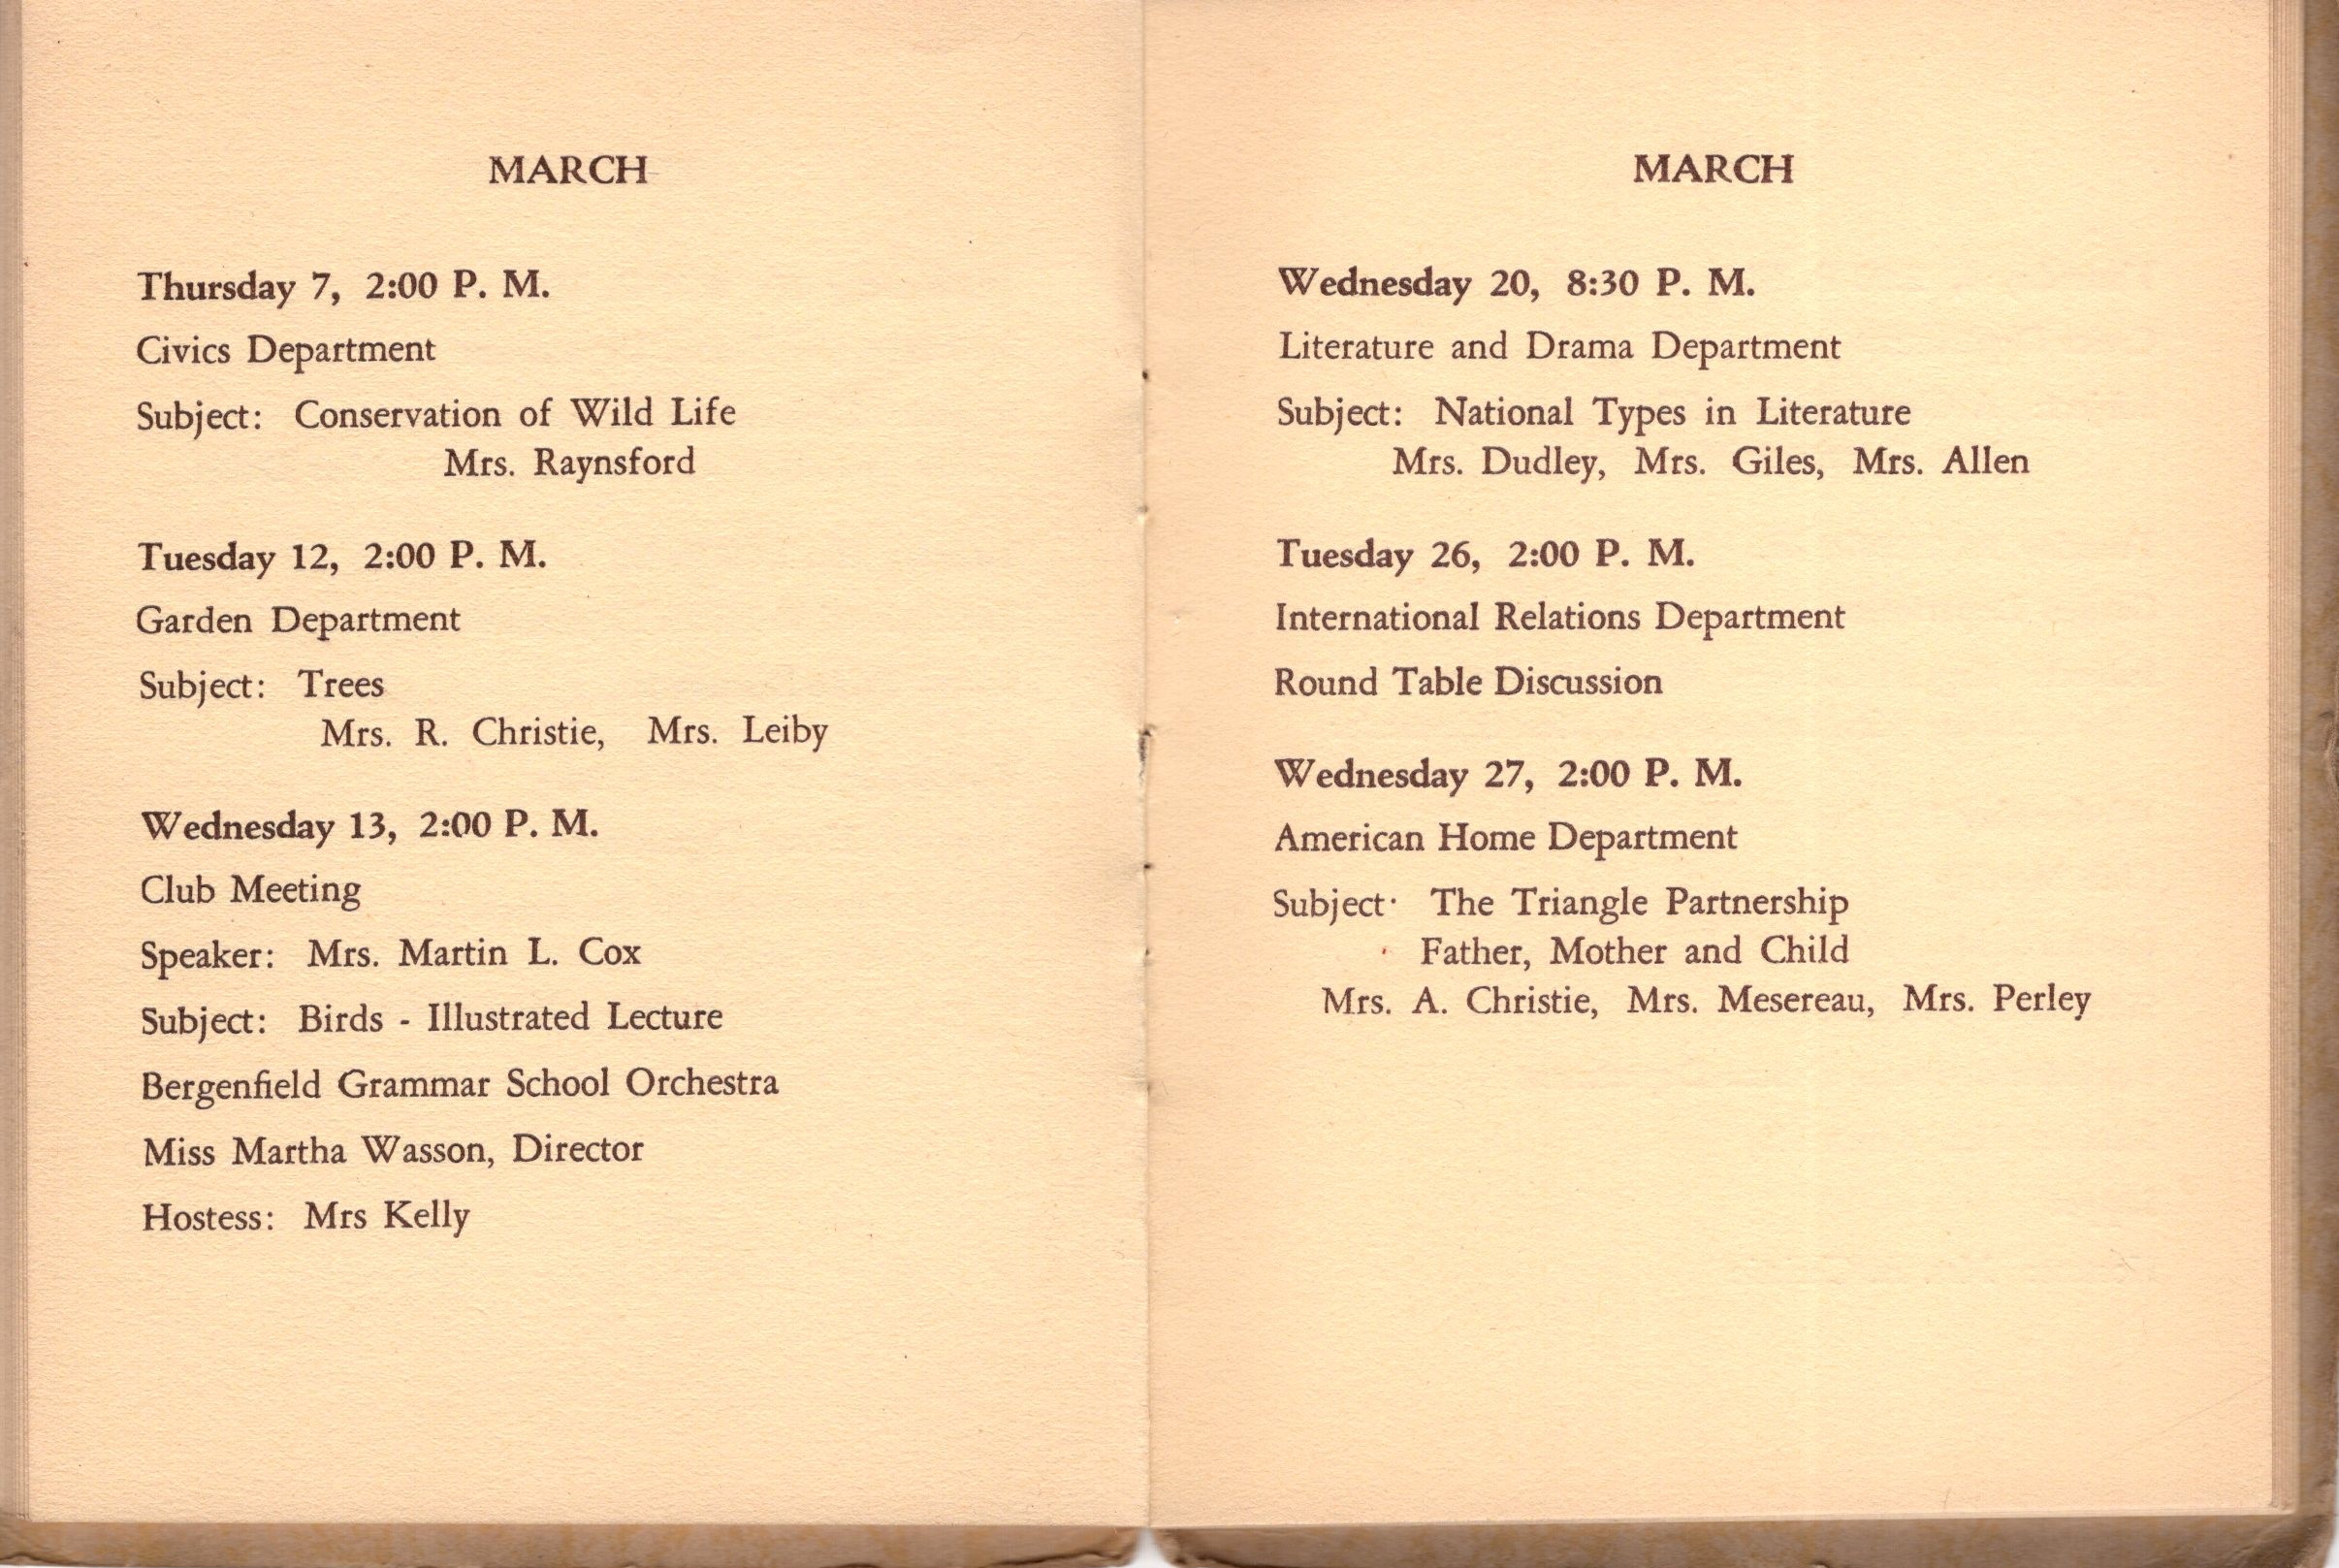 MARCH
Thursday 7, 2:00 P. M.
Civics Department
Subject: Conservation of Wild Life
Mrs. Raynsford
Tuesday 12, 2:00 P. M.
Garden Department
Subject: Trees
Mrs. R. Christie, Mrs. Leiby
Wednesday 13, 2:00 P. M.
Club Meeting
Speaker: Mrs. Martin L. Cox
Subject: Birds - Illustrated Lecture
Bergenfield Grammar School Orchestra
Miss Martha Wasson, Director
Hostess: Mrs Kelly
MARCH
Wednesday 20, 8:30 P. M.
Literature and Drama Department
Subject: National Types in Literature
Mrs. Dudley, Mrs. Giles, Mrs. Allen
Tuesday 26, 2:00 P. M.
International Relations Department
Round Table Discussion
Wednesday 27, 2:00 P. M.
American Home Department
Subject· The Triangle Partnership
Father, Mother and Child
Mrs. A. Christie, Mrs. Mesereau, Mrs. Perley